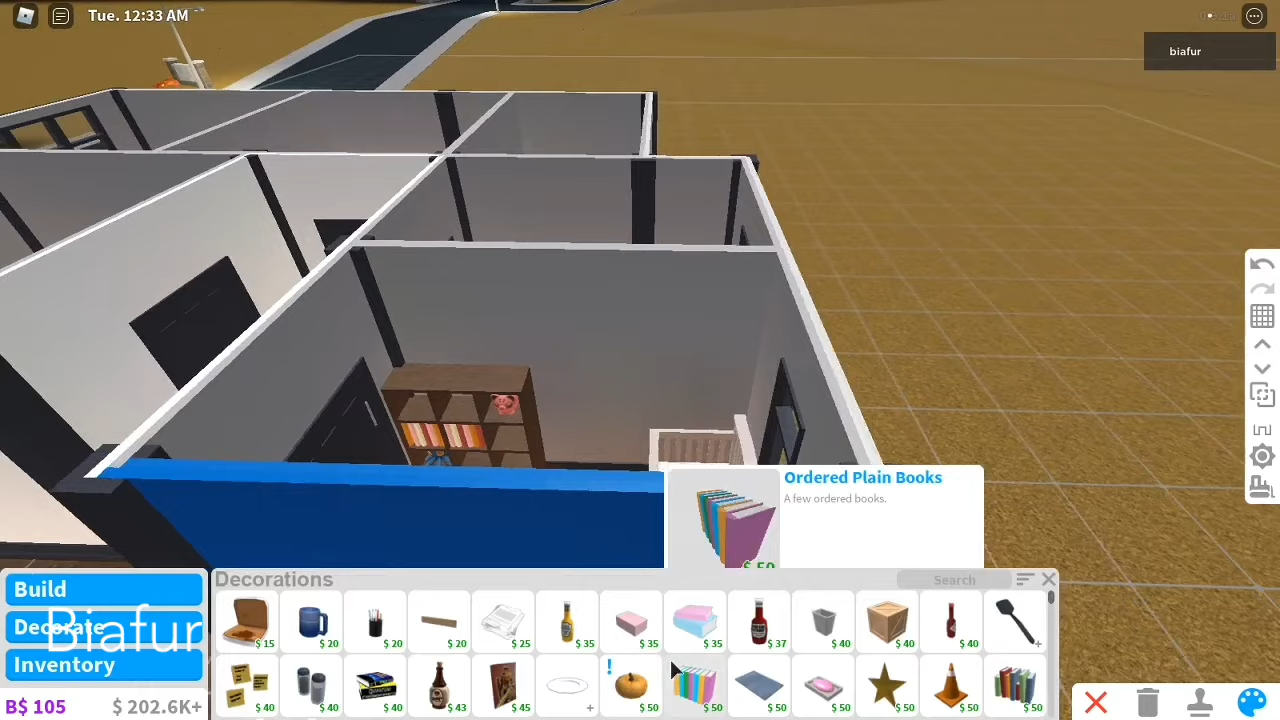 Tue. 12:33 AM
biafur
Ordered Plain Books
A few ordered books.
$ 50
Build
Decorate
Inventory
Biafur
B$ 105
$ 202.6K+
Decorations
Search
$ 15
$ 20
$ 20
$ 20
$ 25
$ 35
$ 35
$ 35
$ 37
$ 40
$ 40
$ 40
+
$ 40
$ 40
$ 40
$ 43
$ 45
+
!
$ 50
$ 50
$ 50
$ 50
$ 50
$ 50
$ 50